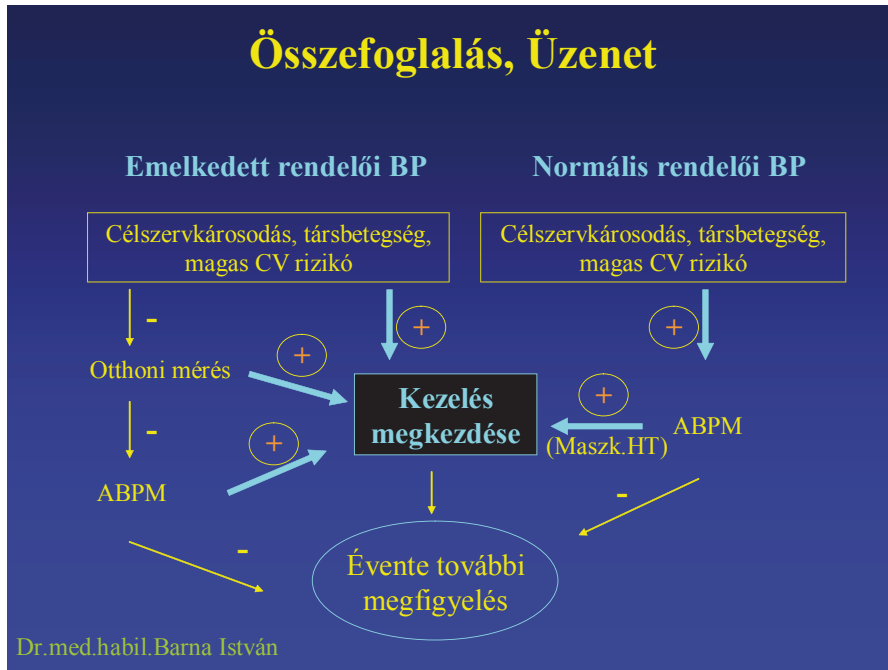 Összefoglalás, Üzenet
Emelkedett rendelői BP
Normális rendelői BP
Célszervkárosodás, társbetegség,
magas CV rizikó
Célszervkárosodás, társbetegség,
magas CV rizikó
-
+
+
Otthoni mérés
+
Kezelés
megkezdése
+
ABPM
(Maszk.HT)
-
+
ABPM
-
-
Évente további
megfigyelés
Dr.med.habil.Barna István